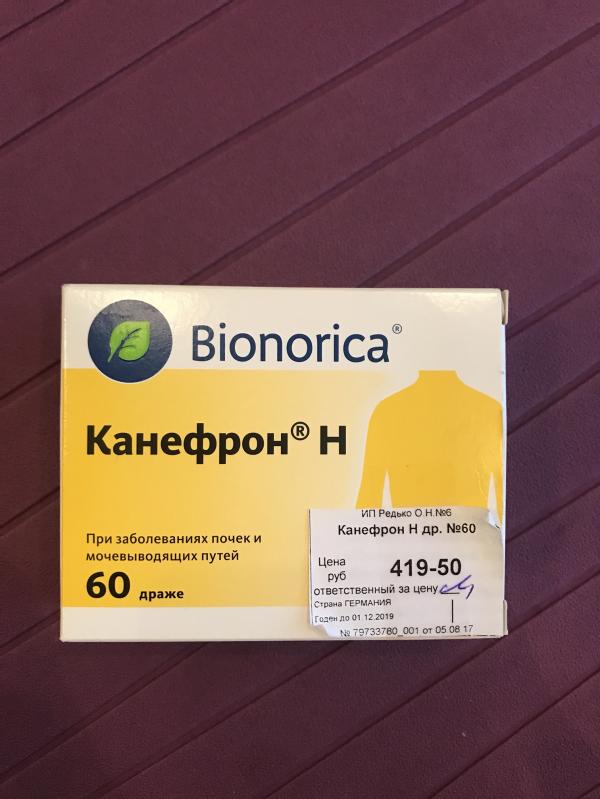 Bionorica®
Канефрон® Н
При заболеваниях почек и
мочевыводящих путей
60 драже
ИП Редько О.Н.№6
Канефрон Н др. №60
Цена
руб
419-50
ответственный за цену
Страна ГЕРМАНИЯ
Годен до 01.12.2019
№ 79733780_001 от 05 08 17